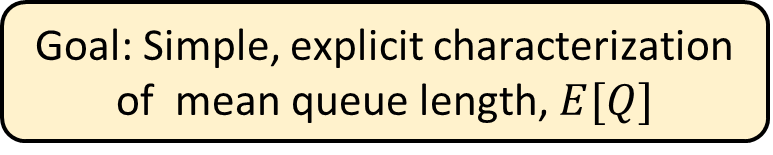 Goal: Simple, explicit characterization
of mean queue length, E[Q]